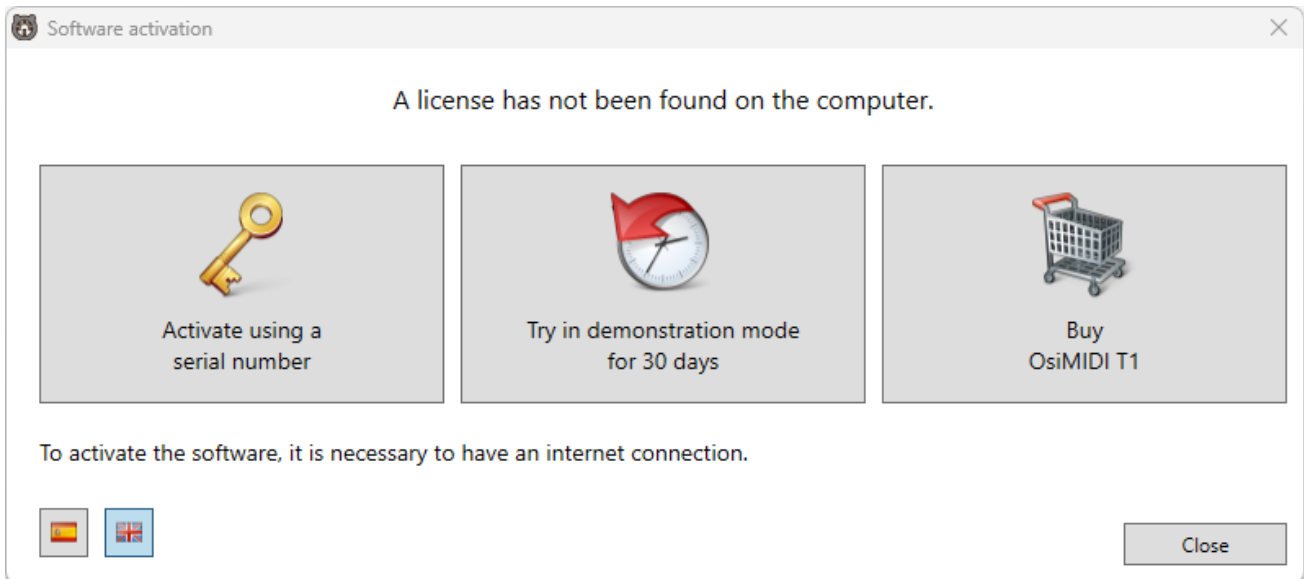 Software activation
A license has not been found on the computer.
Activate using a
serial number
Try in demonstration mode
for 30 days
Buy
OsiMIDI T1
To activate the software, it is necessary to have an internet connection.
Close